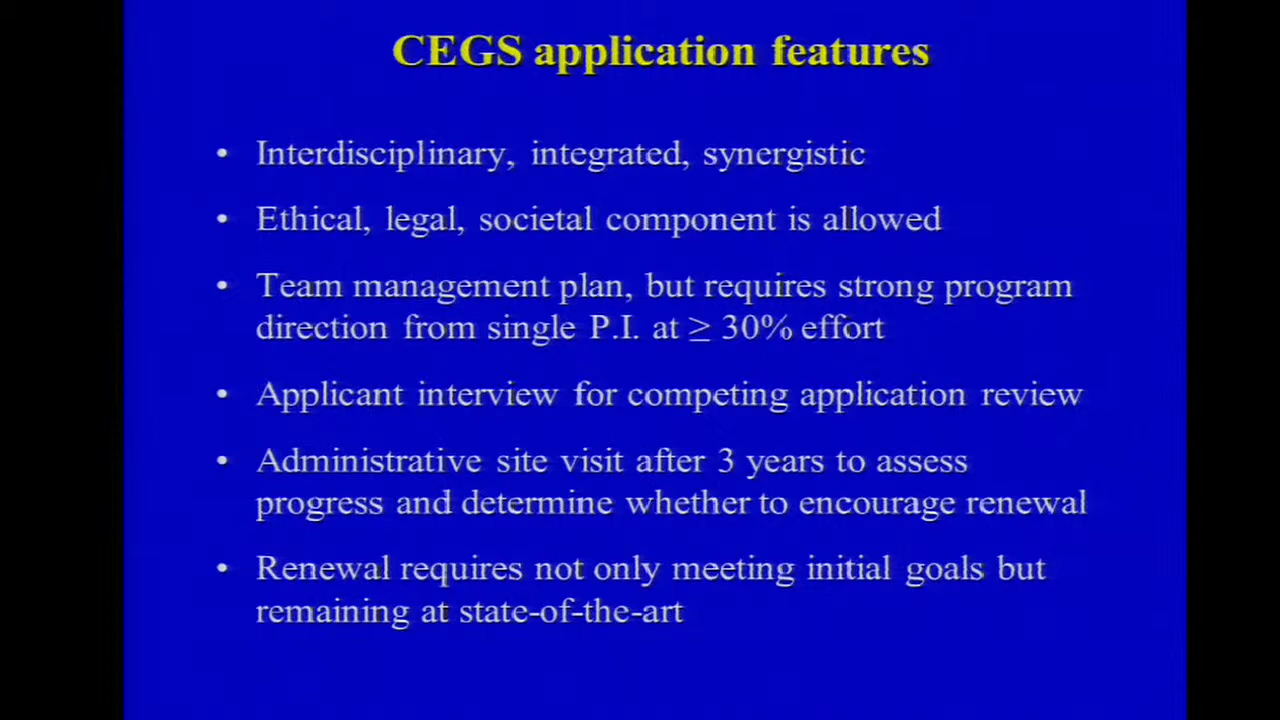 CEGS application features
• Interdisciplinary, integrated, synergistic
• Ethical, legal, societal component is allowed
• Team management plan, but requires strong program
direction from single P.I. at ≥ 30% effort
• Applicant interview for competing application review
• Administrative site visit after 3 years to assess
progress and determine whether to encourage renewal
• Renewal requires not only meeting initial goals but
remaining at state-of-the-art